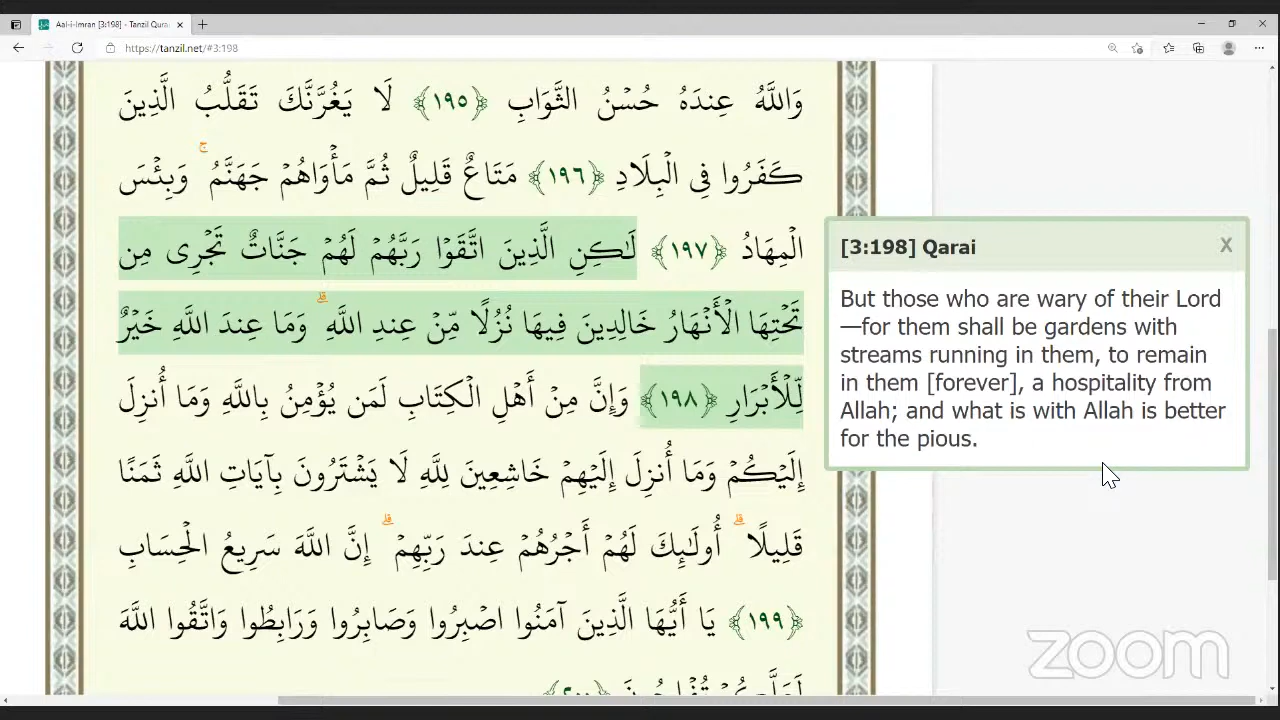 Aal-i-Imran [3:198] - Tanzil Qura
https://tanzil.net/#3:198
وَاللَّهُ عِندَهُ حُسْنُ الثَّوَابِ ﴿١٩٥﴾ لَا يَغُرَّنَّكَ تَقَلُّبُ الَّذِينَ
كَفَرُوا فِي الْبِلَادِ ﴿١٩٦﴾ مَتَاعٌ قَلِيلٌ ثُمَّ مَأْوَاهُمْ جَهَنَّمُ ۚ وَبِئْسَ
الْمِهَادُ ﴿١٩٧﴾ لَٰكِنِ الَّذِينَ اتَّقَوْا رَبَّهُمْ لَهُمْ جَنَّاتٌ تَجْرِي مِن
تَحْتِهَا الْأَنْهَارُ خَالِدِينَ فِيهَا نُزُلًا مِّنْ عِندِ اللَّهِ ۗ وَمَا عِندَ اللَّهِ خَيْرٌ
لِّلْأَبْرَارِ ﴿١٩٨﴾ وَإِنَّ مِنْ أَهْلِ الْكِتَابِ لَمَن يُؤْمِنُ بِاللَّهِ وَمَا أُنزِلَ
إِلَيْكُمْ وَمَا أُنزِلَ إِلَيْهِمْ خَاشِعِينَ لِلَّهِ لَا يَشْتَرُونَ بِآيَاتِ اللَّهِ ثَمَنًا
قَلِيلًا ۗ أُولَٰئِكَ لَهُمْ أَجْرُهُمْ عِندَ رَبِّهِمْ ۗ إِنَّ اللَّهَ سَرِيعُ الْحِسَابِ
﴿١٩٩﴾ يَا أَيُّهَا الَّذِينَ آمَنُوا اصْبِرُوا وَصَابِرُوا وَرَابِطُوا وَاتَّقُوا اللَّهَ
[3:198] Qarai
X
But those who are wary of their Lord
—for them shall be gardens with
streams running in them, to remain
in them [forever], a hospitality from
Allah; and what is with Allah is better
for the pious.
zoom